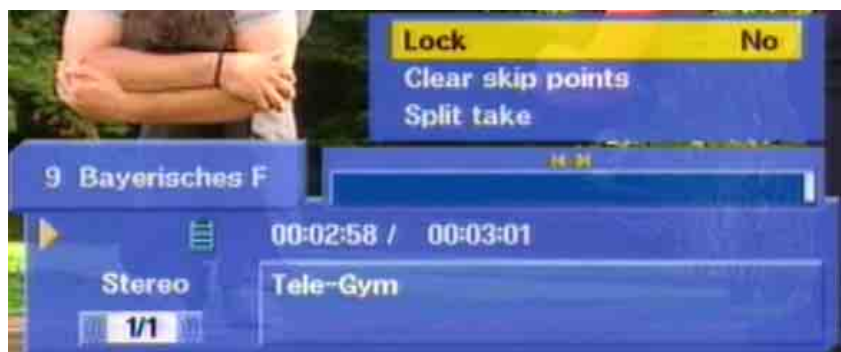 Lock No
Clear skip points
Split take
9 Bayerisches F
00:02:58 / 00:03:01
Stereo
Tele-Gym
1/1